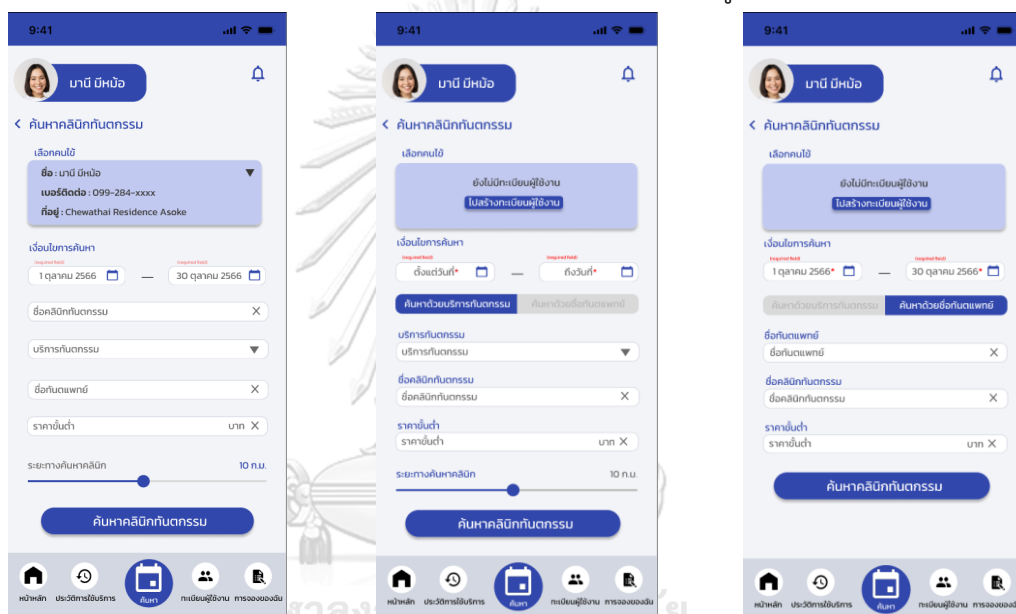 9:41
มานี มีหม้อ
ค้นหาคลินิกทันตกรรม
เลือกคนไข้
ชื่อ : มานี มีหม้อ
เบอร์ติดต่อ : 099-284-xxxx
ที่อยู่ : Chewathai Residence Asoke
เงื่อนไขการค้นหา
(required field) (required field)
1 ตุลาคม 2566 — 30 ตุลาคม 2566
ชื่อคลินิกทันตกรรม X
บริการทันตกรรม
ชื่อทันตแพทย์ X
ราคาขั้นต่ำ บาท X
ระยะทางค้นหาคลินิก 10 ก.ม.
ค้นหาคลินิกทันตกรรม
หน้าหลัก ประวัติการใช้บริการ ค้นหา ทะเบียนผู้ใช้งาน การจองของฉัน
9:41
มานี มีหม้อ
ค้นหาคลินิกทันตกรรม
เลือกคนไข้
ยังไม่มีทะเบียนผู้ใช้งาน
ไปสร้างทะเบียนผู้ใช้งาน
เงื่อนไขการค้นหา
(required field) (required field)
ตั้งแต่วันที่* — ถึงวันที่*
ค้นหาด้วยบริการทันตกรรม ค้นหาด้วยชื่อทันตแพทย์
บริการทันตกรรม
บริการทันตกรรม
ชื่อคลินิกทันตกรรม
ชื่อคลินิกทันตกรรม X
ราคาขั้นต่ำ
ราคาขั้นต่ำ บาท X
ระยะทางค้นหาคลินิก 10 ก.ม.
ค้นหาคลินิกทันตกรรม
หน้าหลัก ประวัติการใช้บริการ ค้นหา ทะเบียนผู้ใช้งาน การจองของฉัน
9:41
มานี มีหม้อ
ค้นหาคลินิกทันตกรรม
เลือกคนไข้
ยังไม่มีทะเบียนผู้ใช้งาน
ไปสร้างทะเบียนผู้ใช้งาน
เงื่อนไขการค้นหา
(required field) (required field)
1 ตุลาคม 2566* — 30 ตุลาคม 2566*
ค้นหาด้วยบริการทันตกรรม ค้นหาด้วยชื่อทันตแพทย์
ชื่อทันตแพทย์
ชื่อทันตแพทย์ X
ชื่อคลินิกทันตกรรม
ชื่อคลินิกทันตกรรม X
ราคาขั้นต่ำ
ราคาขั้นต่ำ บาท X
ค้นหาคลินิกทันตกรรม
หน้าหลัก ประวัติการใช้บริการ ค้นหา ทะเบียนผู้ใช้งาน การจองของฉัน